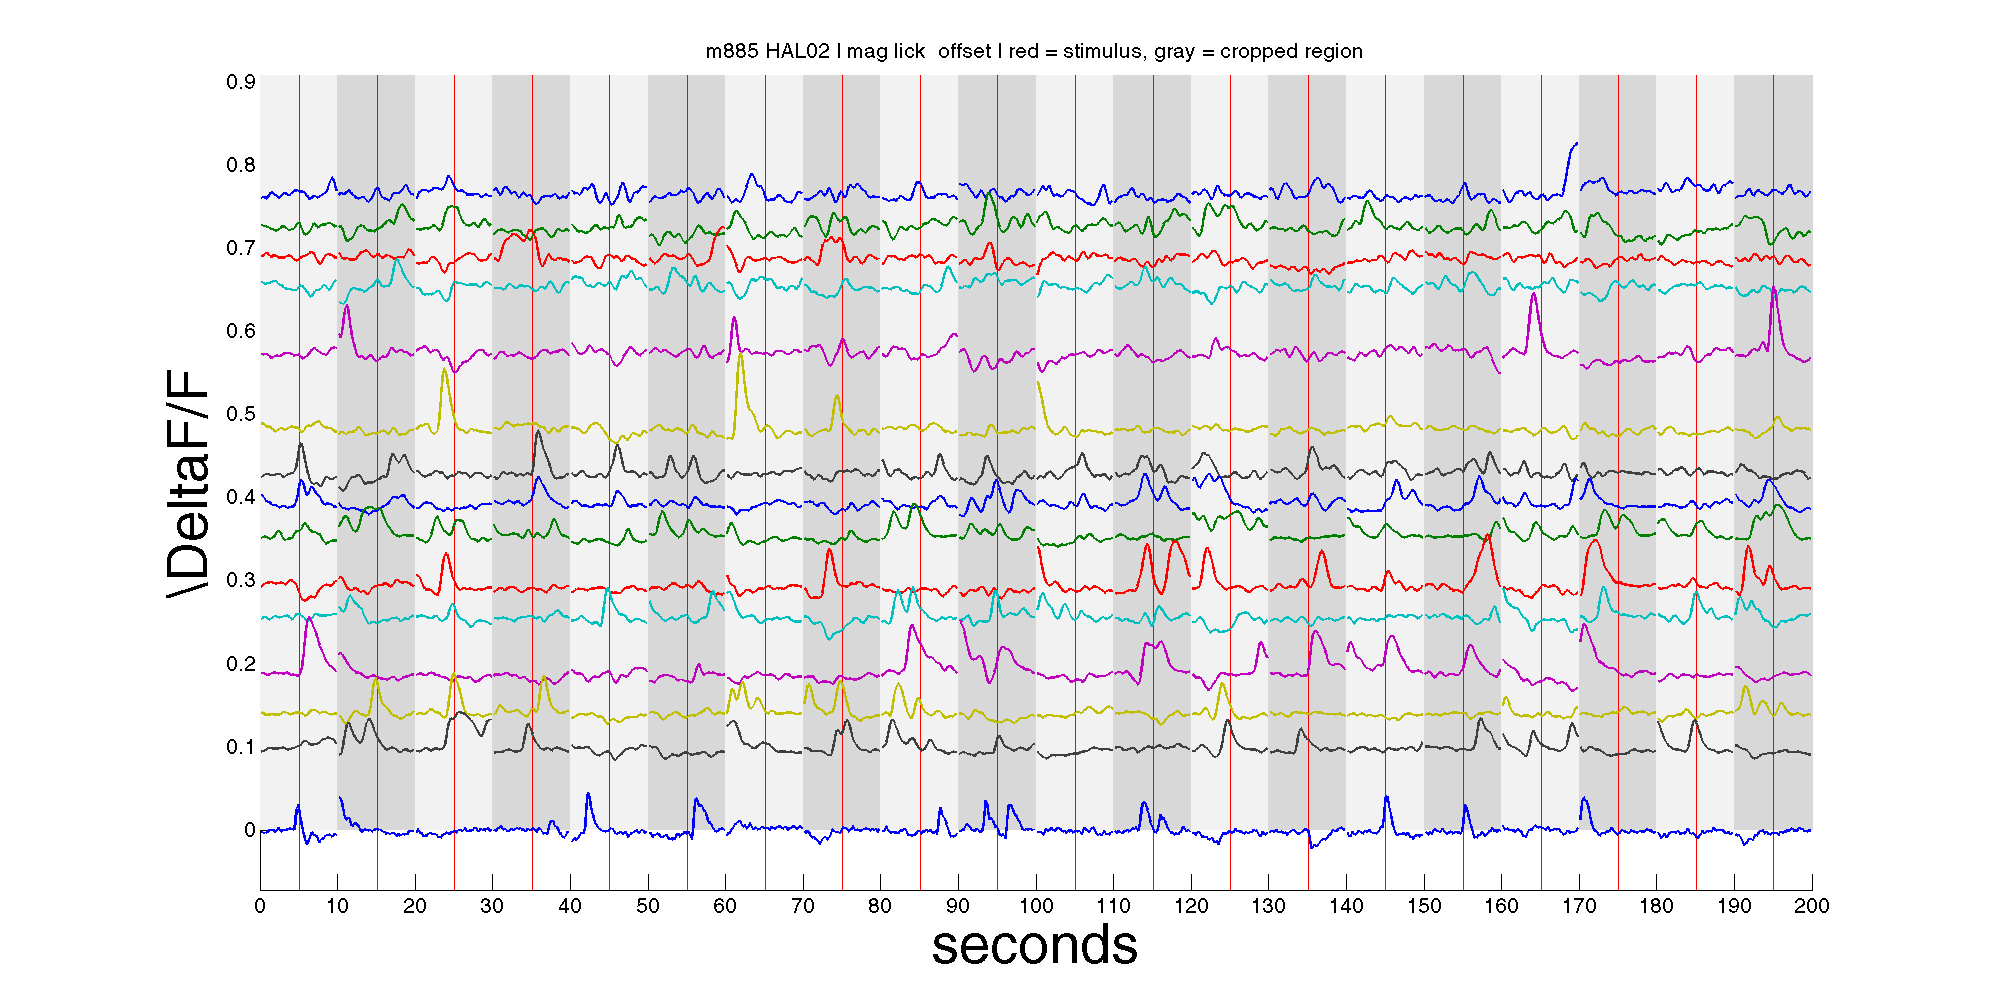 m885 HAL02 | mag lick  offset | red = stimulus, gray = cropped region
0.9
0.8
0.7
0.6
0.5
0.4
0.3
0.2
0.1
0
\DeltaF/F
0 10 20 30 40 50 60 70 80 90 100 110 120 130 140 150 160 170 180 190 200
seconds